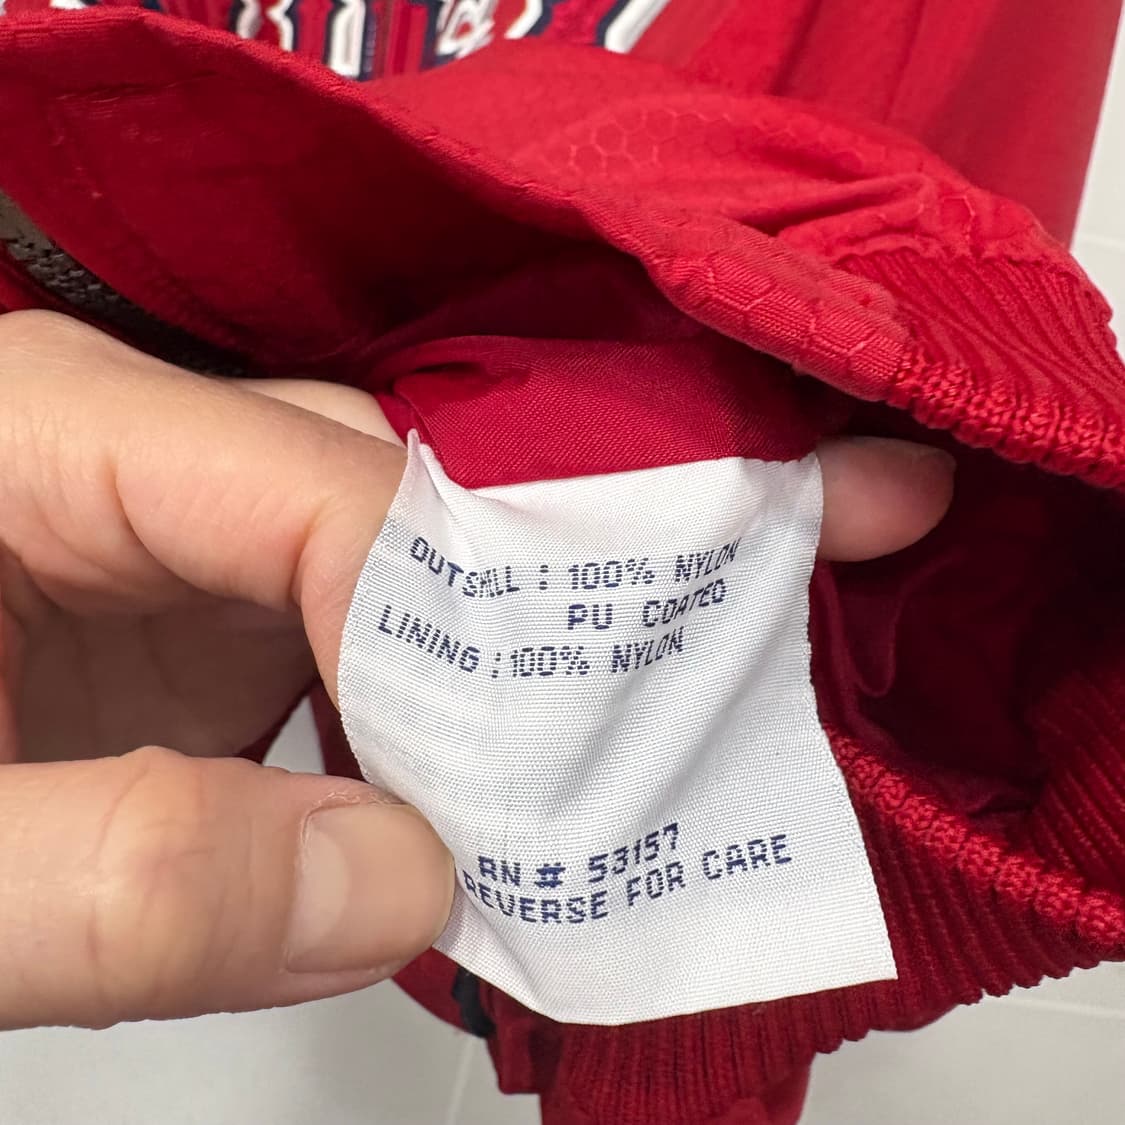 OUTSHELL : 100% NYLON
PU COATED
LINING : 100% NYLON
RN # 53157
REVERSE FOR CARE